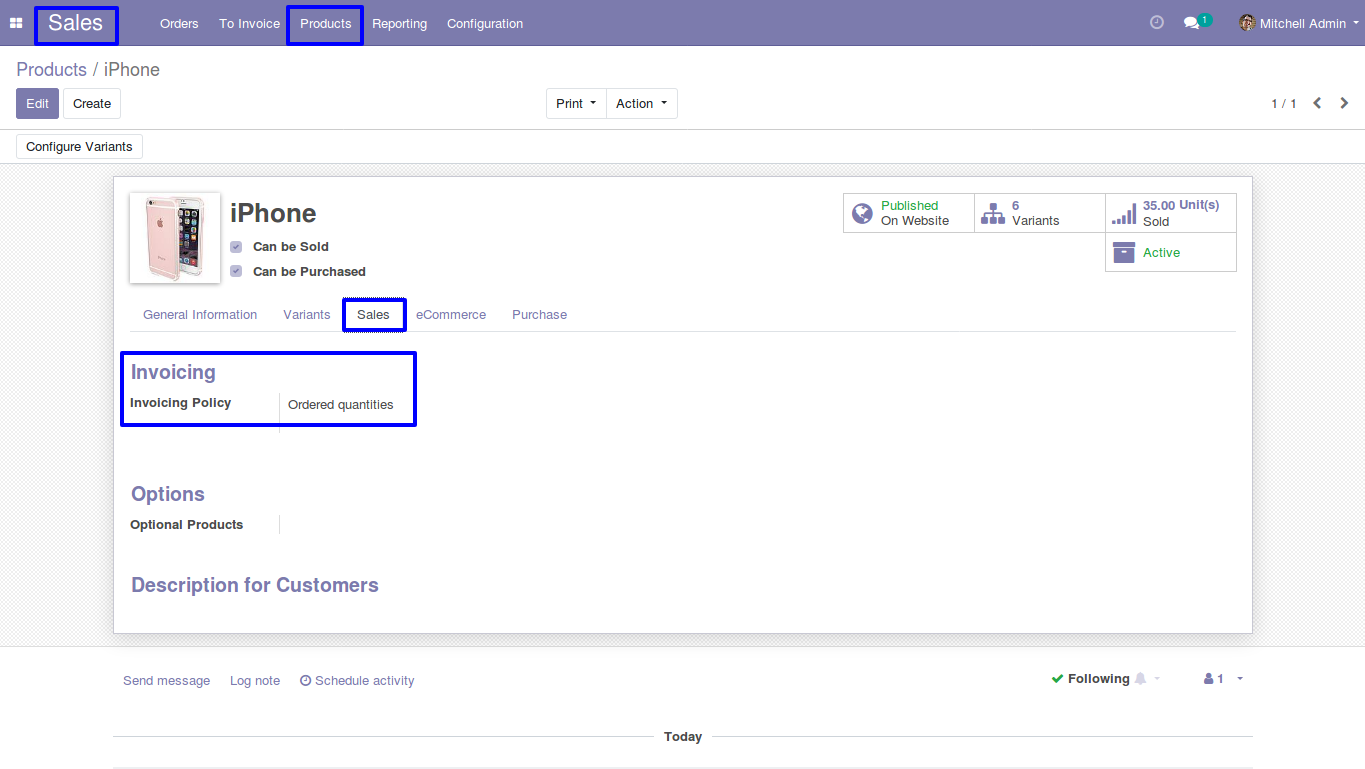 Sales Orders To Invoice Products Reporting Configuration 1 Mitchell Admin
Products / iPhone
Edit Create Print Action 1 / 1
Configure Variants
iPhone
Can be Sold
Can be Purchased
Published
On Website
6
Variants
35.00 Unit(s)
Sold
Active
General Information Variants Sales eCommerce Purchase
Invoicing
Invoicing Policy Ordered quantities
Options
Optional Products
Description for Customers
Send message Log note Schedule activity Following 1
Today